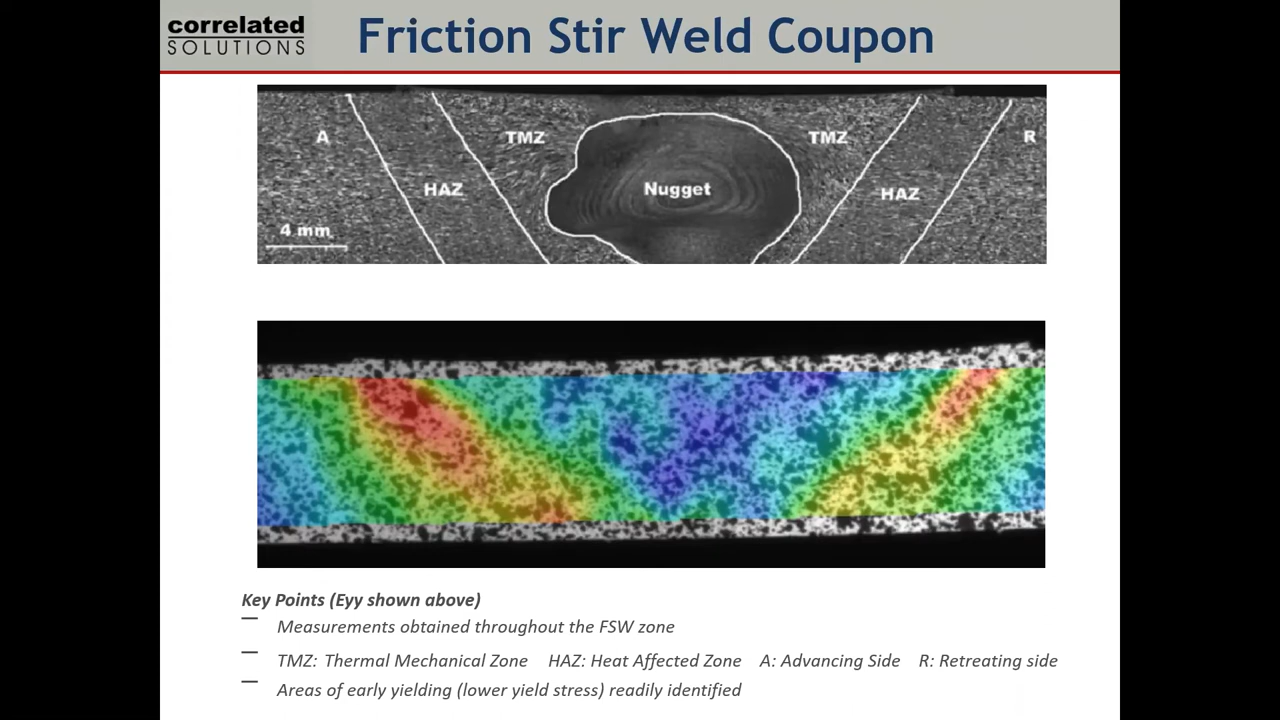 correlated
SOLUTIONS
Friction Stir Weld Coupon
A
TMZ
TMZ
R
HAZ
Nugget
HAZ
4 mm
Key Points (Eyy shown above)
— Measurements obtained throughout the FSW zone
— TMZ: Thermal Mechanical Zone HAZ: Heat Affected Zone A: Advancing Side R: Retreating side
— Areas of early yielding (lower yield stress) readily identified